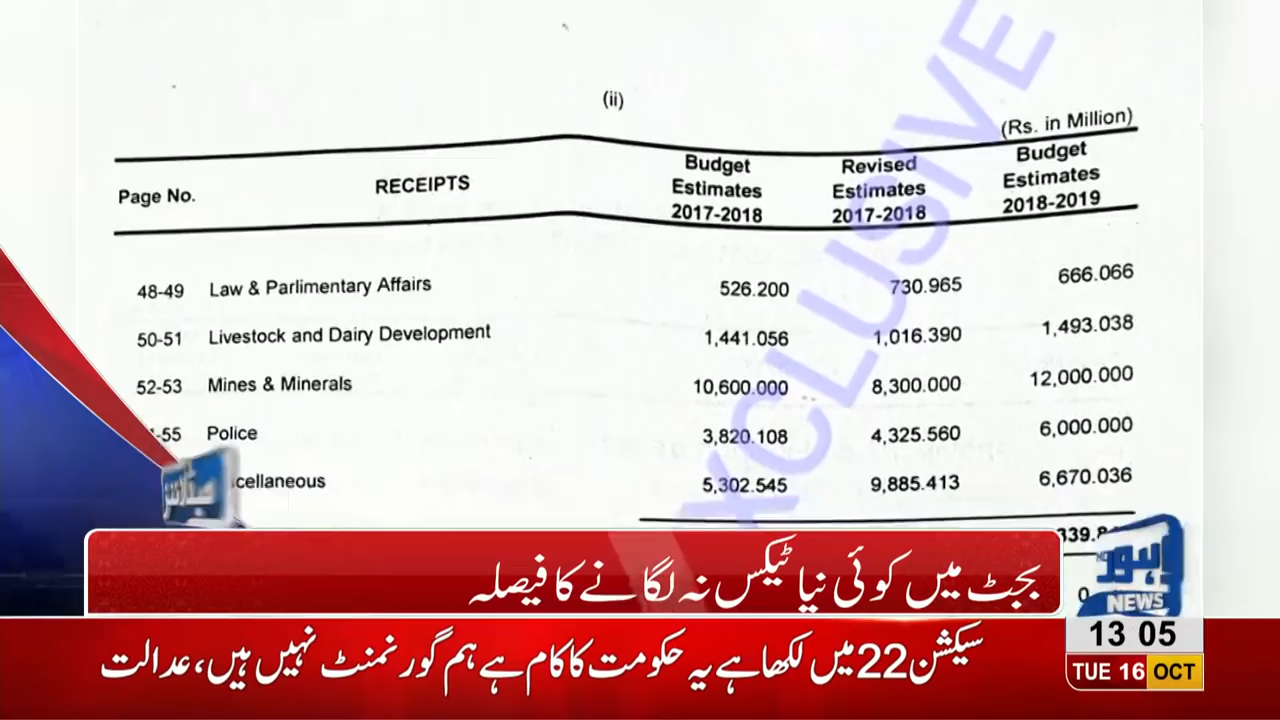 (ii)
(Rs. in Million)
Page No. RECEIPTS Budget Estimates 2017-2018 Revised Estimates 2017-2018 Budget Estimates 2018-2019
48-49 Law & Parlimentary Affairs 526.200 730.965 666.066
50-51 Livestock and Dairy Development 1,441.056 1,016.390 1,493.038
52-53 Mines & Minerals 10,600.000 8,300.000 12,000.000
-55 Police 3,820.108 4,325.560 6,000.000
cellaneous 5,302.545 9,885.413 6,670.036
XCLUSIVE
بجٹ میں کوئی نیا ٹیکس نہ لگانے کا فیصلہ
لاہور
NEWS
سیکشن 22 میں لکھا ہے یہ حکومت کا کام ہے ہم گورنمنٹ نہیں ہیں، عدالت
13 05
TUE 16 OCT